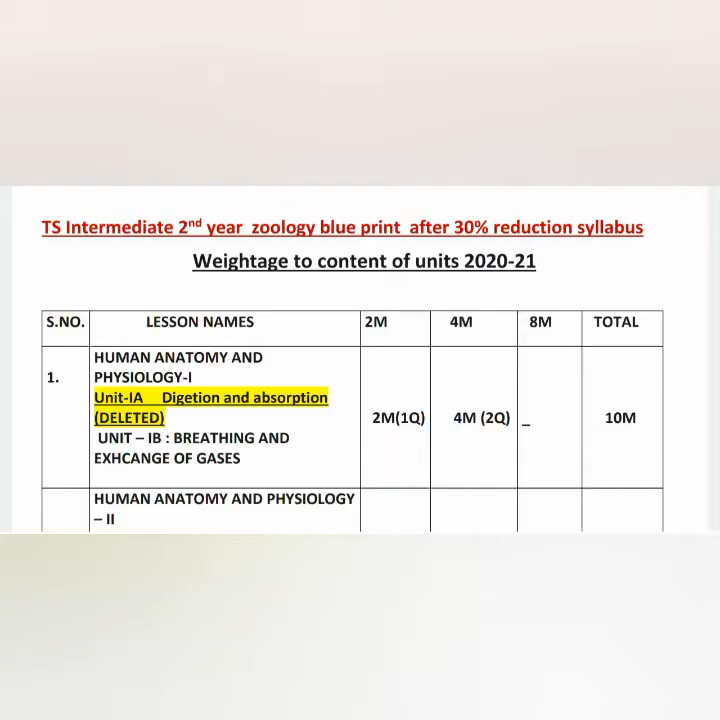 TS Intermediate 2nd year zoology blue print after 30% reduction syllabus
Weightage to content of units 2020-21
S.NO. LESSON NAMES 2M 4M 8M TOTAL
HUMAN ANATOMY AND
1. PHYSIOLOGY-I
Unit-IA Digetion and absorption
(DELETED) 2M(1Q) 4M (2Q) _ 10M
UNIT – IB : BREATHING AND
EXHCANGE OF GASES
HUMAN ANATOMY AND PHYSIOLOGY
– II